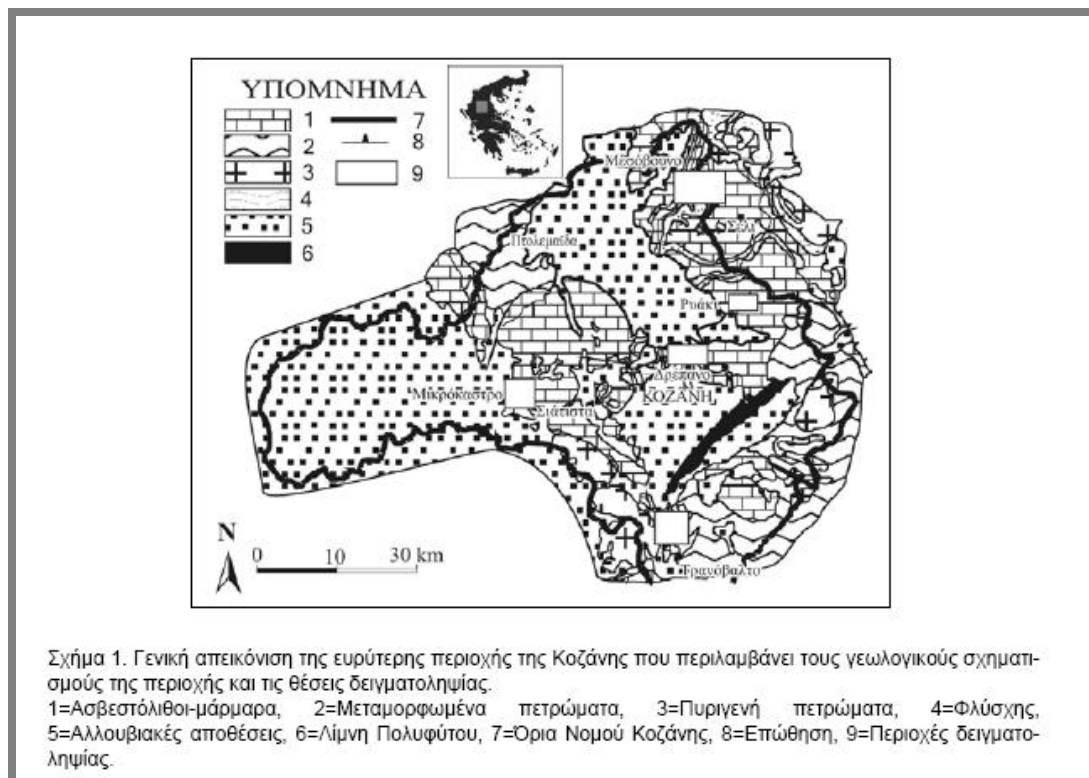 ΥΠΟΜΝΗΜΑ
1
7
2
8
3
9
4
5
6
Μεσόβουνο
Σέλι
Πτολεμαΐδα
Ρυάκι
Δρέπανο
ΚΟΖΑΝΗ
Μικρόκαστρο
Σιάτιστα
Γρανόβαλτο
N
0 10 30 km
Σχήμα 1. Γενική απεικόνιση της ευρύτερης περιοχής της Κοζάνης που περιλαμβάνει τους γεωλογικούς σχηματι-
σμούς της περιοχής και τις θέσεις δειγματοληψίας.
1=Ασβεστόλιθοι-μάρμαρα, 2=Μεταμορφωμένα πετρώματα, 3=Πυριγενή πετρώματα, 4=Φλύσχης,
5=Αλλουβιακές αποθέσεις, 6=Λίμνη Πολυφύτου, 7=Όρια Νομού Κοζάνης, 8=Επώθηση, 9=Περιοχές δειγματο-
ληψίας.